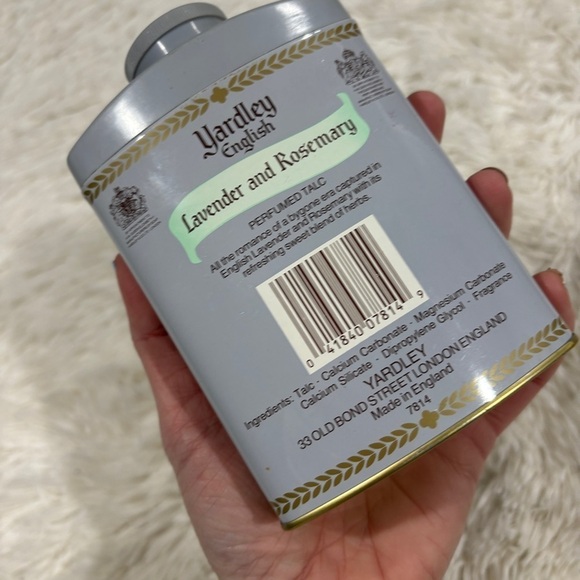 Yardley
English
Lavender and Rosemary
PERFUMED TALC
All the romance of a bygone era captured in
English Lavender and Rosemary with its
refreshing sweet blend of herbs.
0 41840 07814 9
Ingredients: Talc · Calcium Carbonate · Magnesium Carbonate
Calcium Silicate · Dipropylene Glycol · Fragrance
YARDLEY
33 OLD BOND STREET LONDON ENGLAND
Made in England
7814